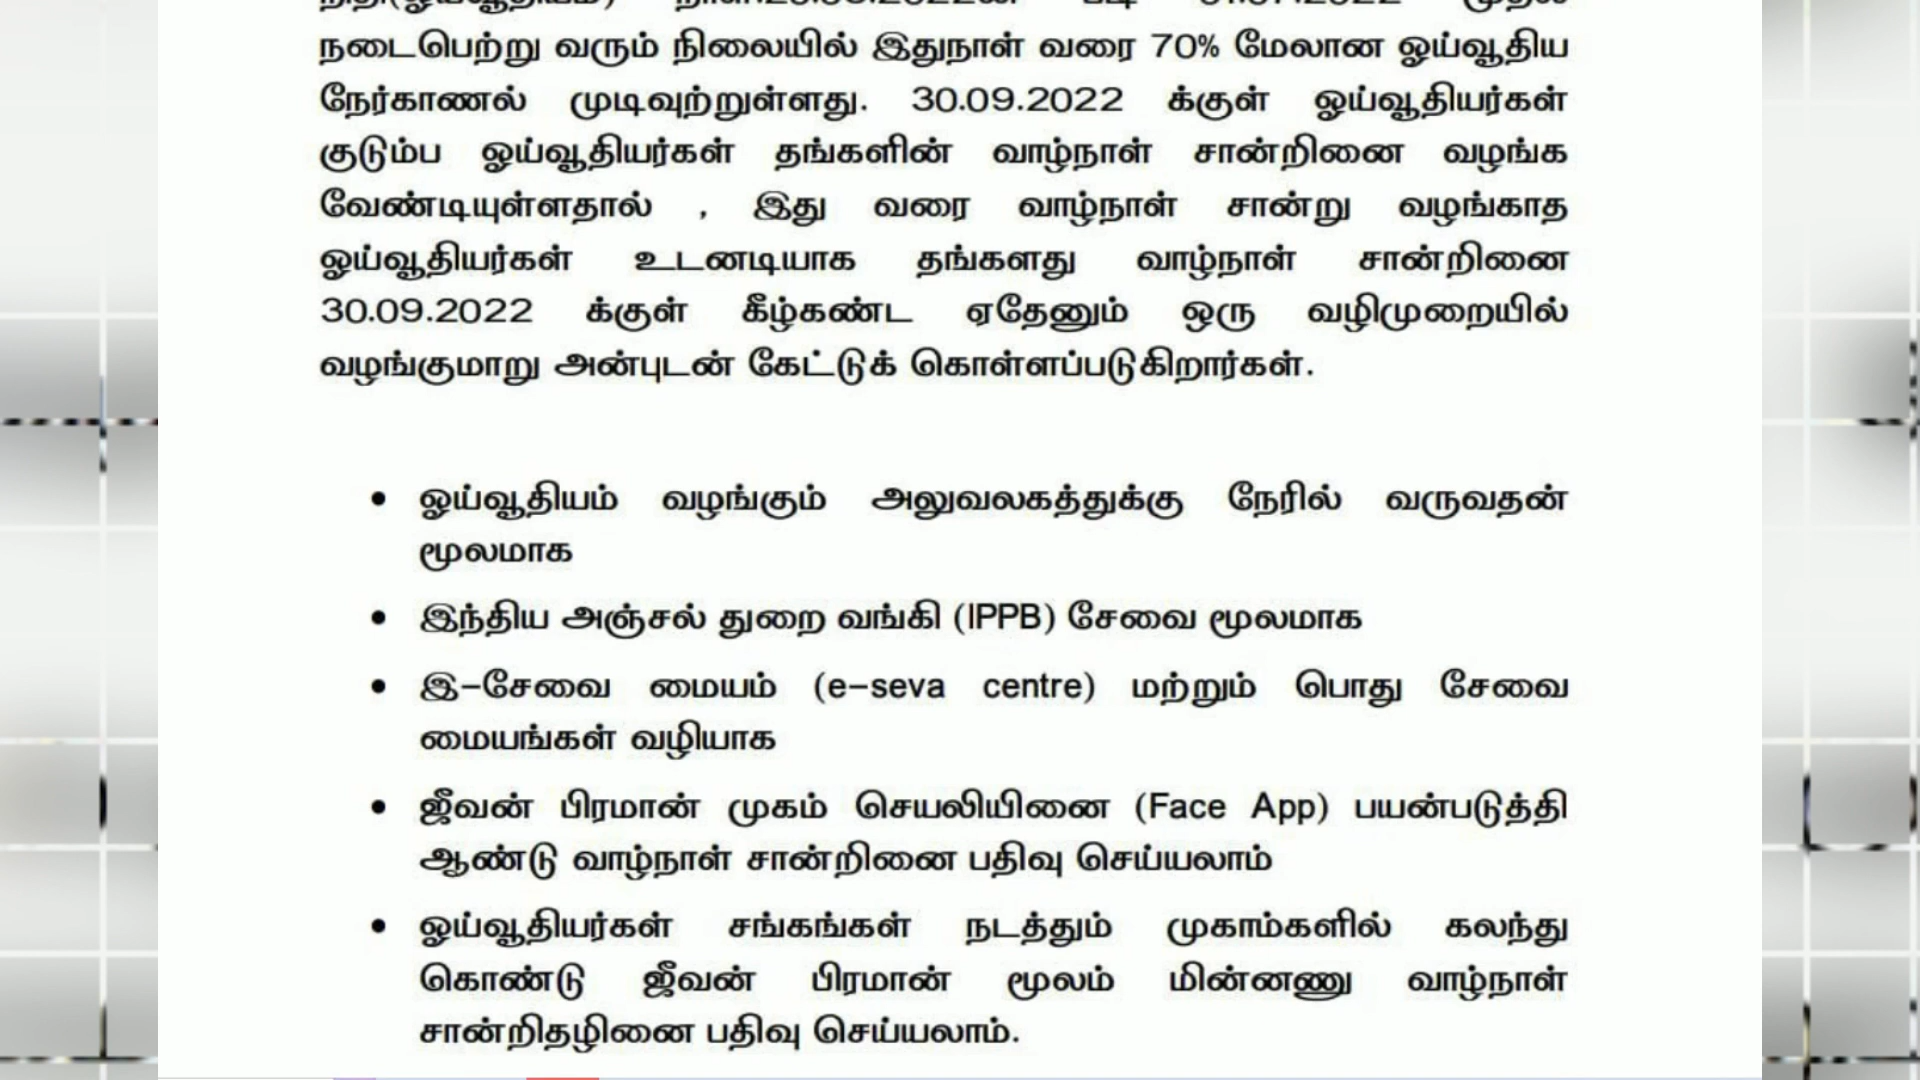 நடைபெற்று வரும் நிலையில் இதுநாள் வரை 70% மேலான ஓய்வூதிய
நேர்காணல் முடிவுற்றுள்ளது. 30.09.2022 க்குள் ஓய்வூதியர்கள்
குடும்ப ஓய்வூதியர்கள் தங்களின் வாழ்நாள் சான்றினை வழங்க
வேண்டியுள்ளதால் , இது வரை வாழ்நாள் சான்று வழங்காத
ஓய்வூதியர்கள் உடனடியாக தங்களது வாழ்நாள் சான்றினை
30.09.2022 க்குள் கீழ்கண்ட ஏதேனும் ஒரு வழிமுறையில்
வழங்குமாறு அன்புடன் கேட்டுக் கொள்ளப்படுகிறார்கள்.
• ஓய்வூதியம் வழங்கும் அலுவலகத்துக்கு நேரில் வருவதன்
மூலமாக
• இந்திய அஞ்சல் துறை வங்கி (IPPB) சேவை மூலமாக
• இ-சேவை மையம் (e-seva centre) மற்றும் பொது சேவை
மையங்கள் வழியாக
• ஜீவன் பிரமான் முகம் செயலியினை (Face App) பயன்படுத்தி
ஆண்டு வாழ்நாள் சான்றினை பதிவு செய்யலாம்
• ஓய்வூதியர்கள் சங்கங்கள் நடத்தும் முகாம்களில் கலந்து
கொண்டு ஜீவன் பிரமான் மூலம் மின்னணு வாழ்நாள்
சான்றிதழினை பதிவு செய்யலாம்.